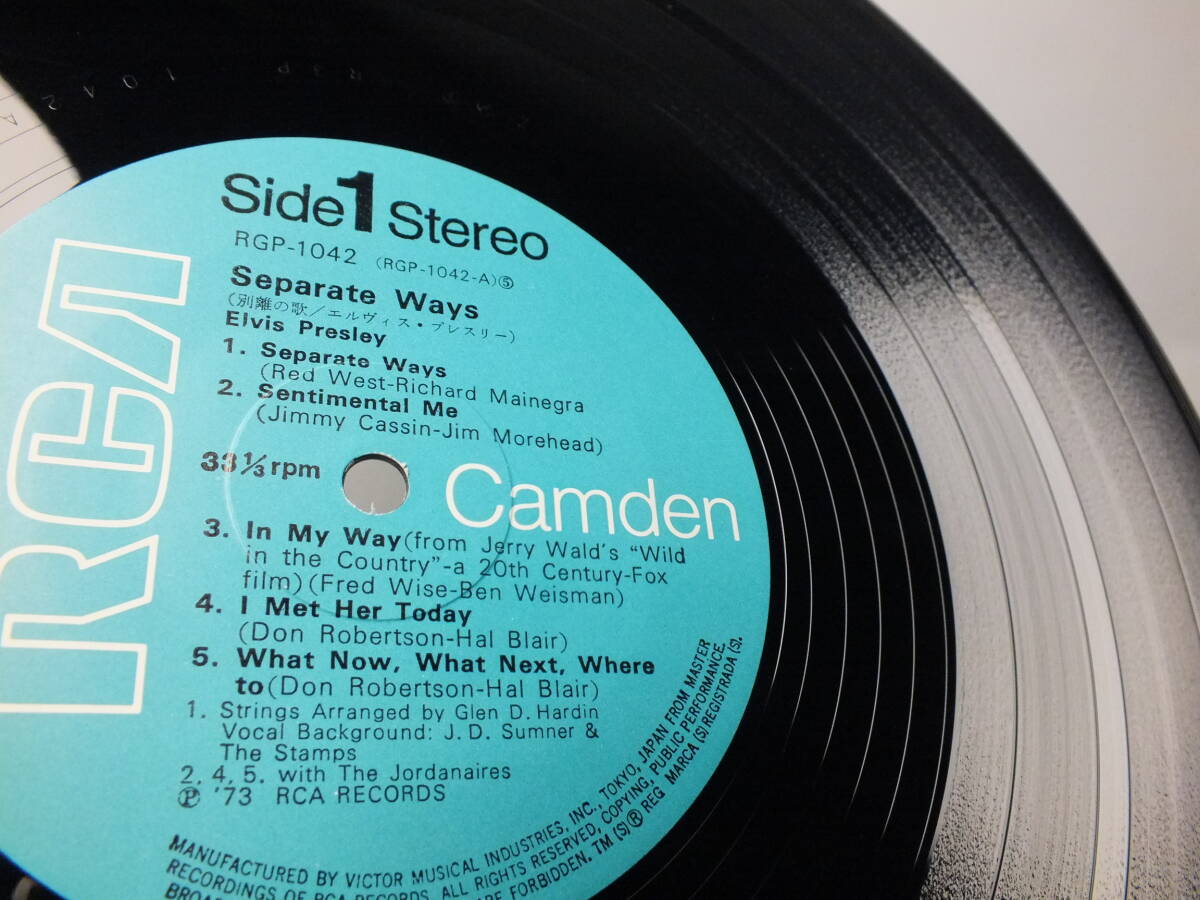 Side 1 Stereo
RGP-1042 (RGP-1042-A)⑤
Separate Ways
(別離の歌/エルヴィス・プレスリー)
Elvis Presley
1. Separate Ways
(Red West-Richard Mainegra
2. Sentimental Me
(Jimmy Cassin-Jim Morehead)
33 1/3 rpm
Camden
3. In My Way (from Jerry Wald's "Wild
in the Country"-a 20th Century-Fox
film) (Fred Wise-Ben Weisman)
4. I Met Her Today
(Don Robertson-Hal Blair)
5. What Now, What Next, Where
to (Don Robertson-Hal Blair)
1. Strings Arranged by Glen D. Hardin
Vocal Background: J.D. Sumner &
The Stamps
2, 4, 5. with The Jordanaires
℗ '73 RCA RECORDS
RCA
MANUFACTURED BY VICTOR MUSICAL INDUSTRIES, INC., TOKYO, JAPAN FROM MASTER
RECORDINGS OF RCA RECORDS. ALL RIGHTS RESERVED, COPYING, PUBLIC PERFORMANCE,
ARE FORBIDDEN. TM (S) ® REG MARCA (S) REGISTRADA (S).